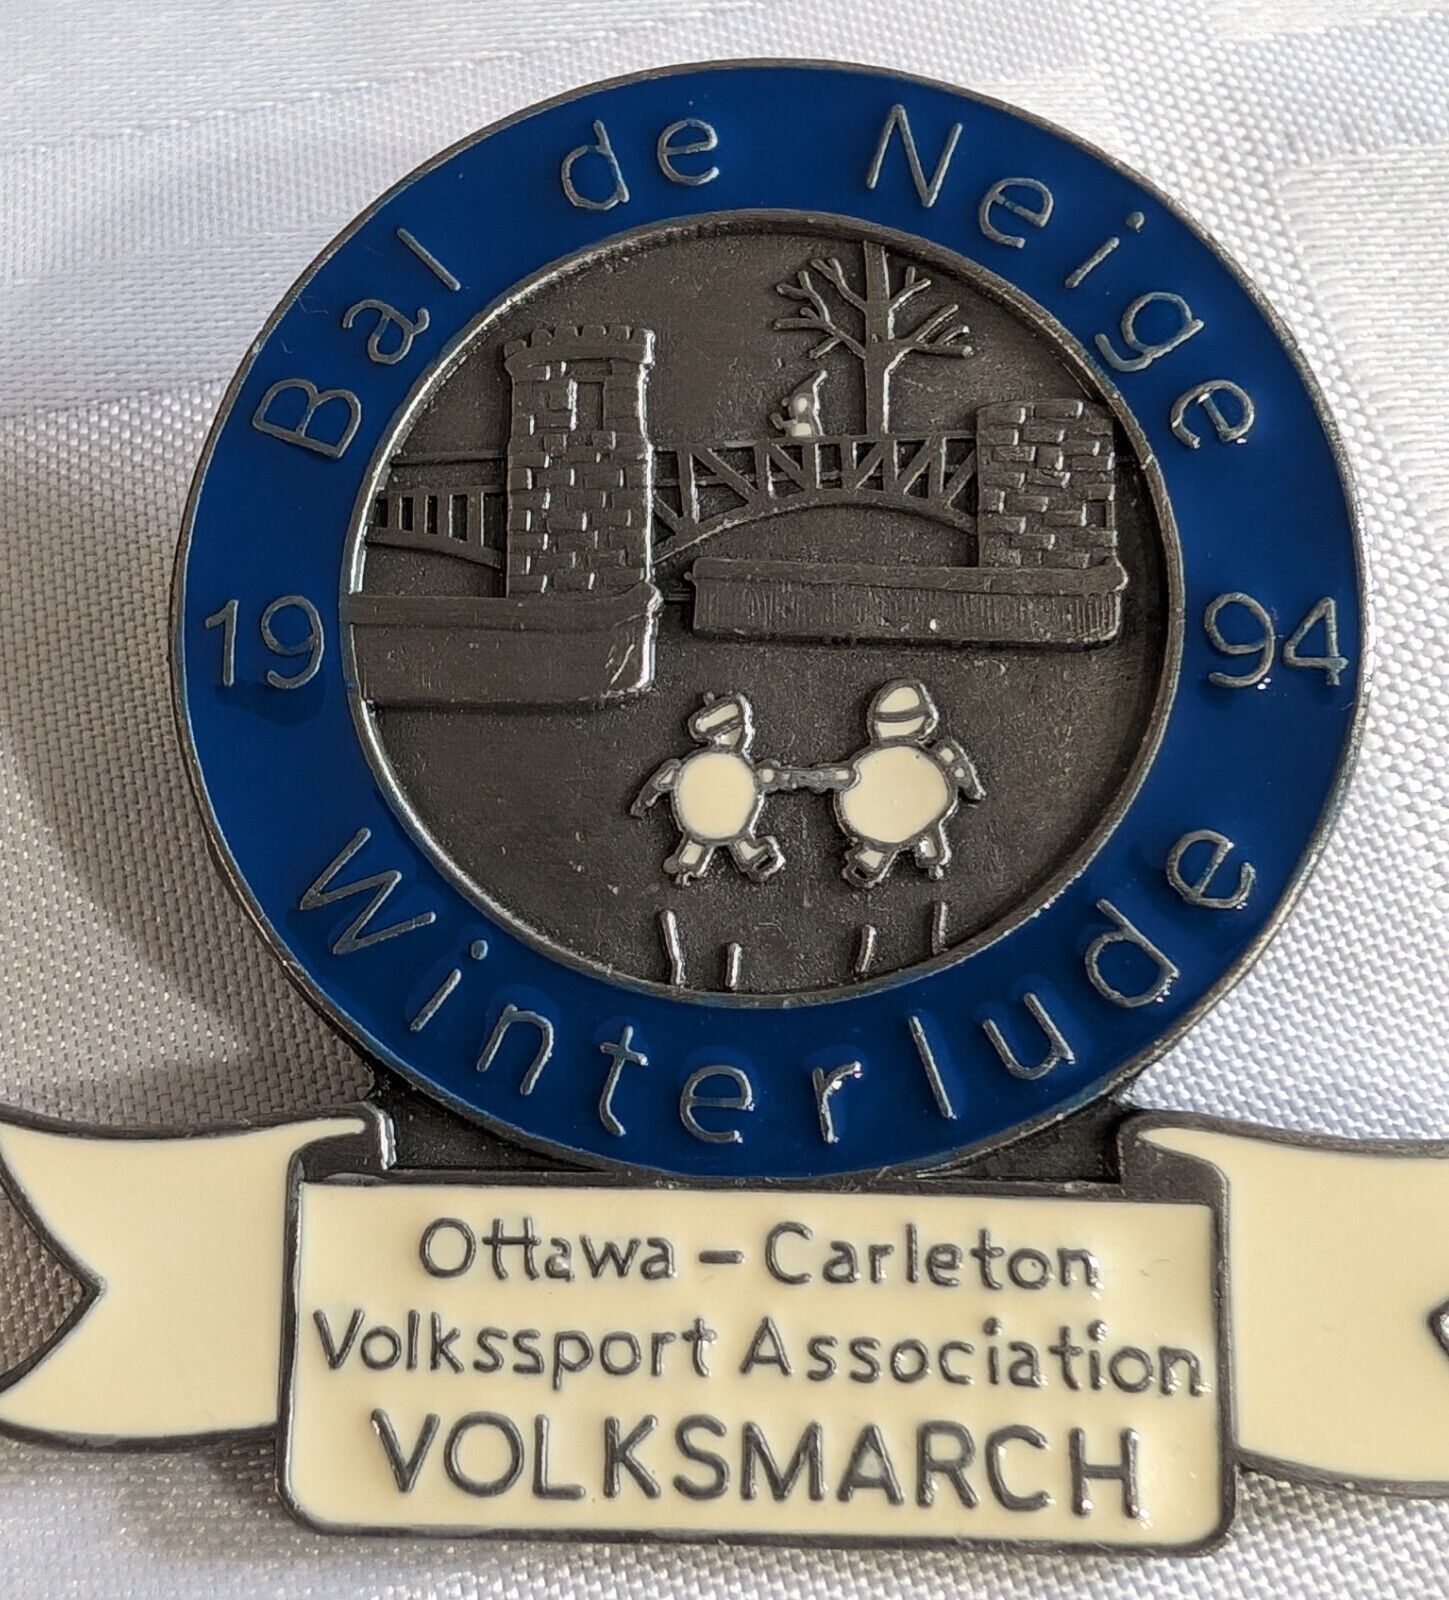 Bal de Neige
19 94
Winterlude
Ottawa - Carleton
Volkssport Association
VOLKSMARCH